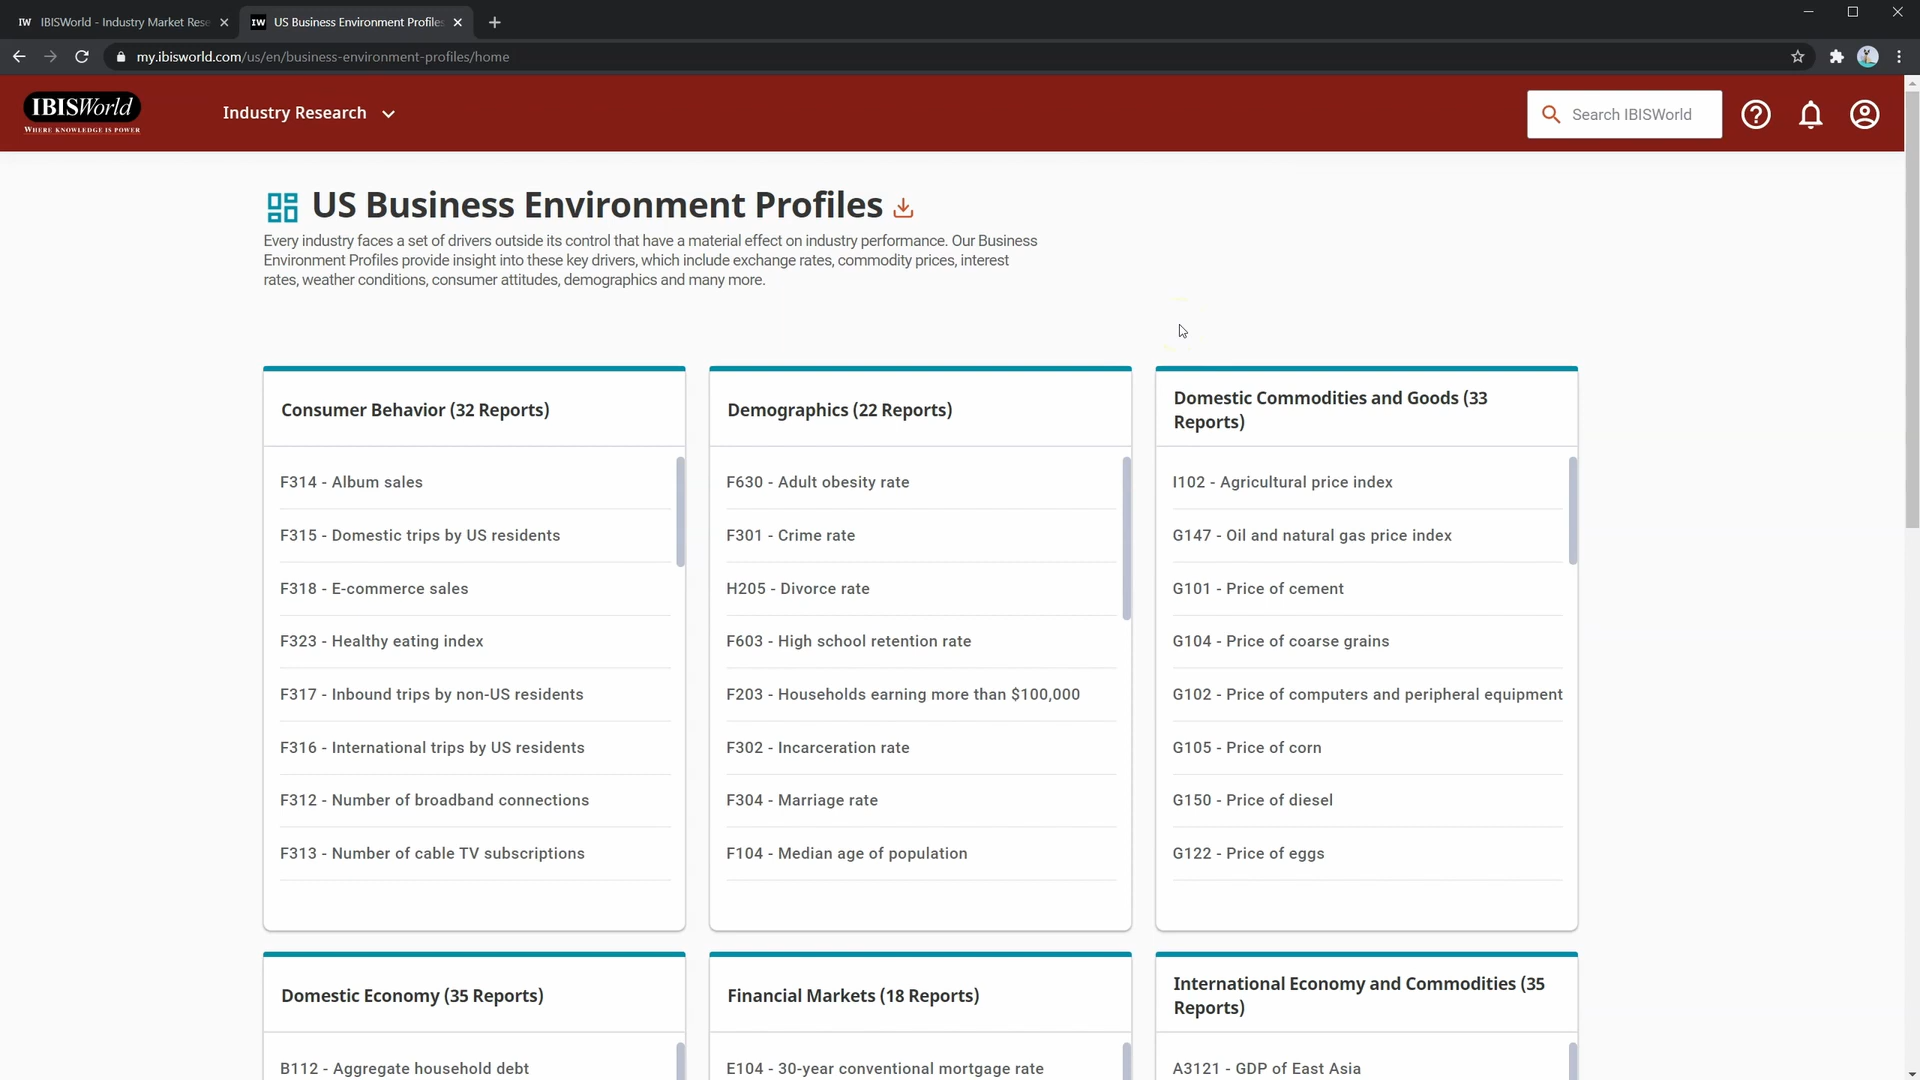 IW IBISWorld - Industry Market Rese
IW US Business Environment Profiles
my.ibisworld.com/us/en/business-environment-profiles/home
IBISWorld
WHERE KNOWLEDGE IS POWER
Industry Research
Search IBISWorld
US Business Environment Profiles
Every industry faces a set of drivers outside its control that have a material effect on industry performance. Our Business
Environment Profiles provide insight into these key drivers, which include exchange rates, commodity prices, interest
rates, weather conditions, consumer attitudes, demographics and many more.
Consumer Behavior (32 Reports)
F314 - Album sales
F315 - Domestic trips by US residents
F318 - E-commerce sales
F323 - Healthy eating index
F317 - Inbound trips by non-US residents
F316 - International trips by US residents
F312 - Number of broadband connections
F313 - Number of cable TV subscriptions
Demographics (22 Reports)
F630 - Adult obesity rate
F301 - Crime rate
H205 - Divorce rate
F603 - High school retention rate
F203 - Households earning more than $100,000
F302 - Incarceration rate
F304 - Marriage rate
F104 - Median age of population
Domestic Commodities and Goods (33
Reports)
I102 - Agricultural price index
G147 - Oil and natural gas price index
G101 - Price of cement
G104 - Price of coarse grains
G102 - Price of computers and peripheral equipment
G105 - Price of corn
G150 - Price of diesel
G122 - Price of eggs
Domestic Economy (35 Reports)
B112 - Aggregate household debt
Financial Markets (18 Reports)
E104 - 30-year conventional mortgage rate
International Economy and Commodities (35
Reports)
A3121 - GDP of East Asia